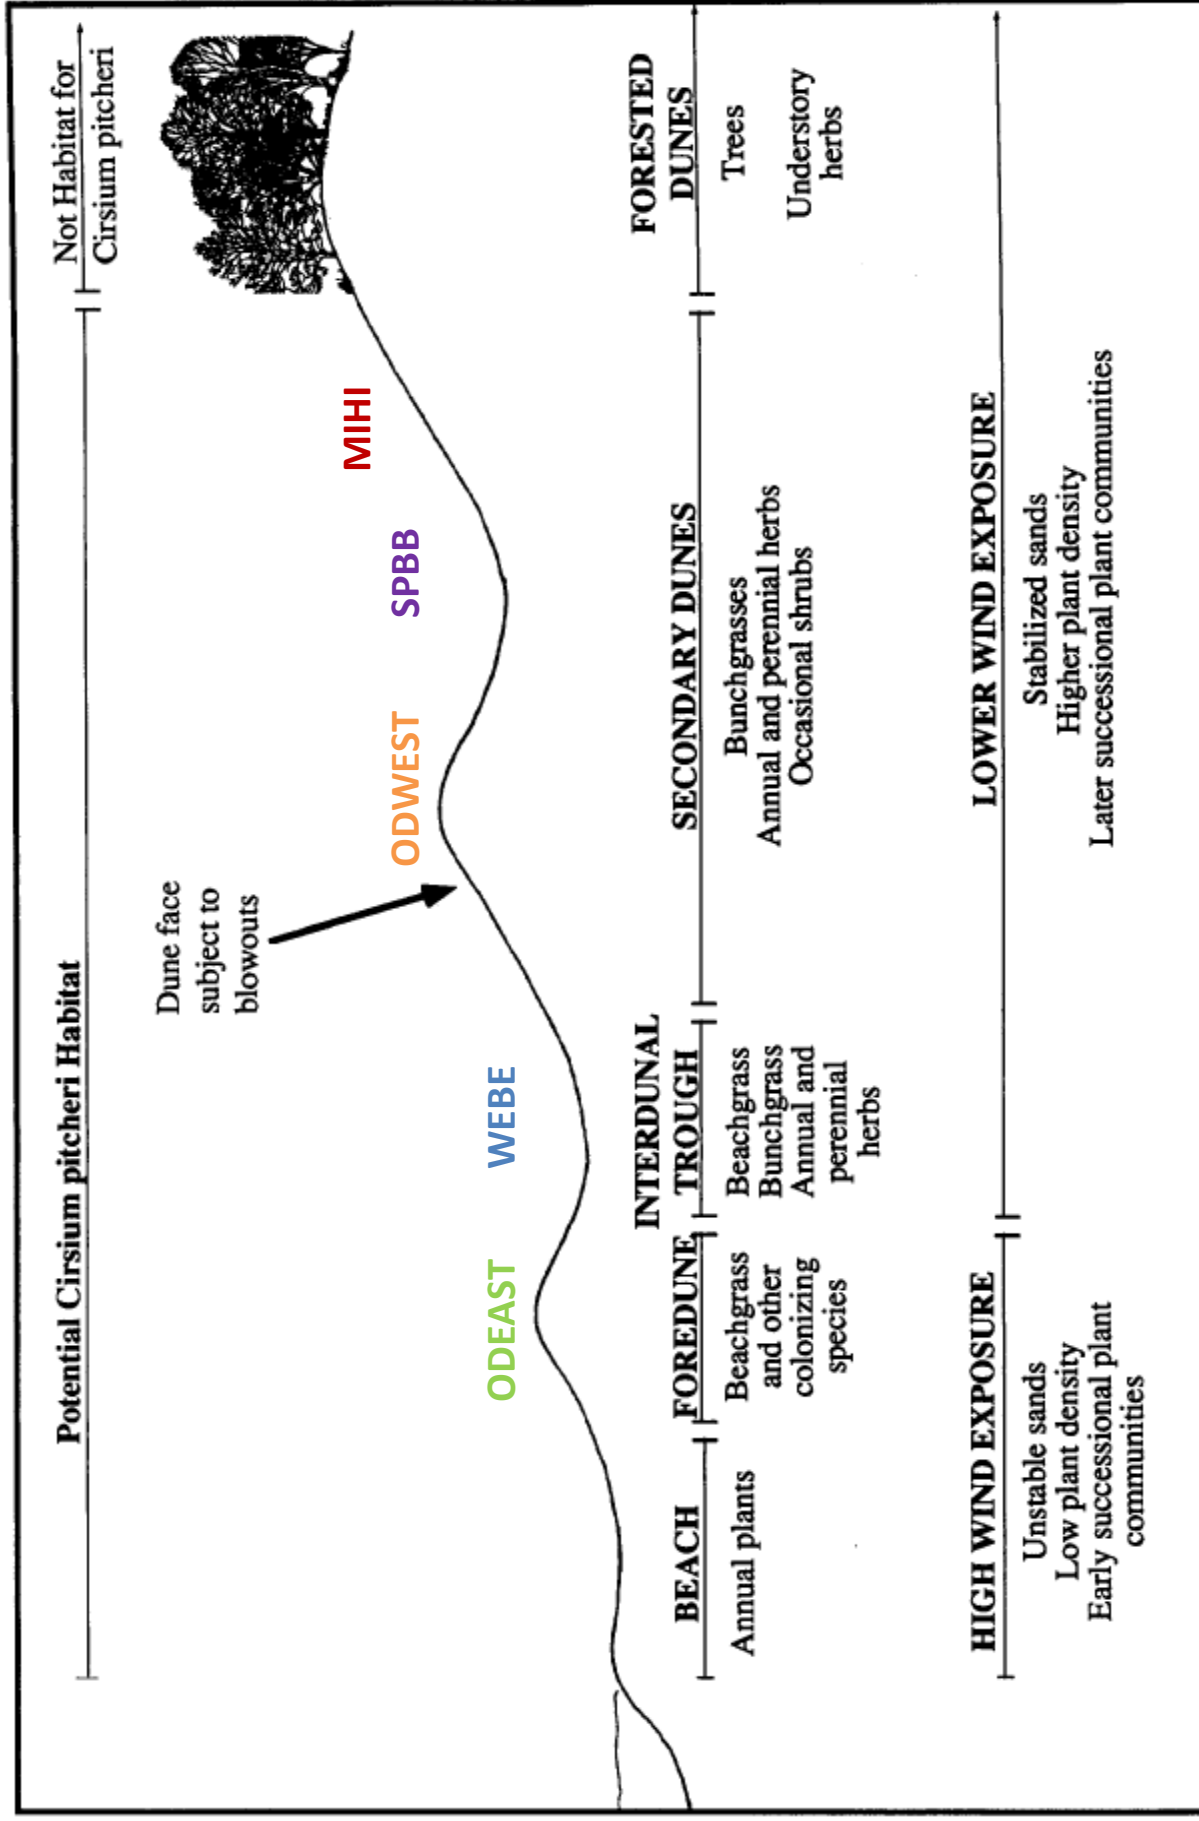 Potential Cirsium pitcheri Habitat
Not Habitat for
Cirsium pitcheri
Dune face
subject to
blowouts
ODEAST
WEBE
ODWEST
SPBB
MIHI
BEACH
Annual plants
FOREDUNE
Beachgrass
and other
colonizing
species
INTERDUNAL
TROUGH
Beachgrass
Bunchgrass
Annual and
perennial
herbs
SECONDARY DUNES
Bunchgrasses
Annual and perennial herbs
Occasional shrubs
FORESTED
DUNES
Trees
Understory
herbs
HIGH WIND EXPOSURE
Unstable sands
Low plant density
Early successional plant
communities
LOWER WIND EXPOSURE
Stabilized sands
Higher plant density
Later successional plant communities